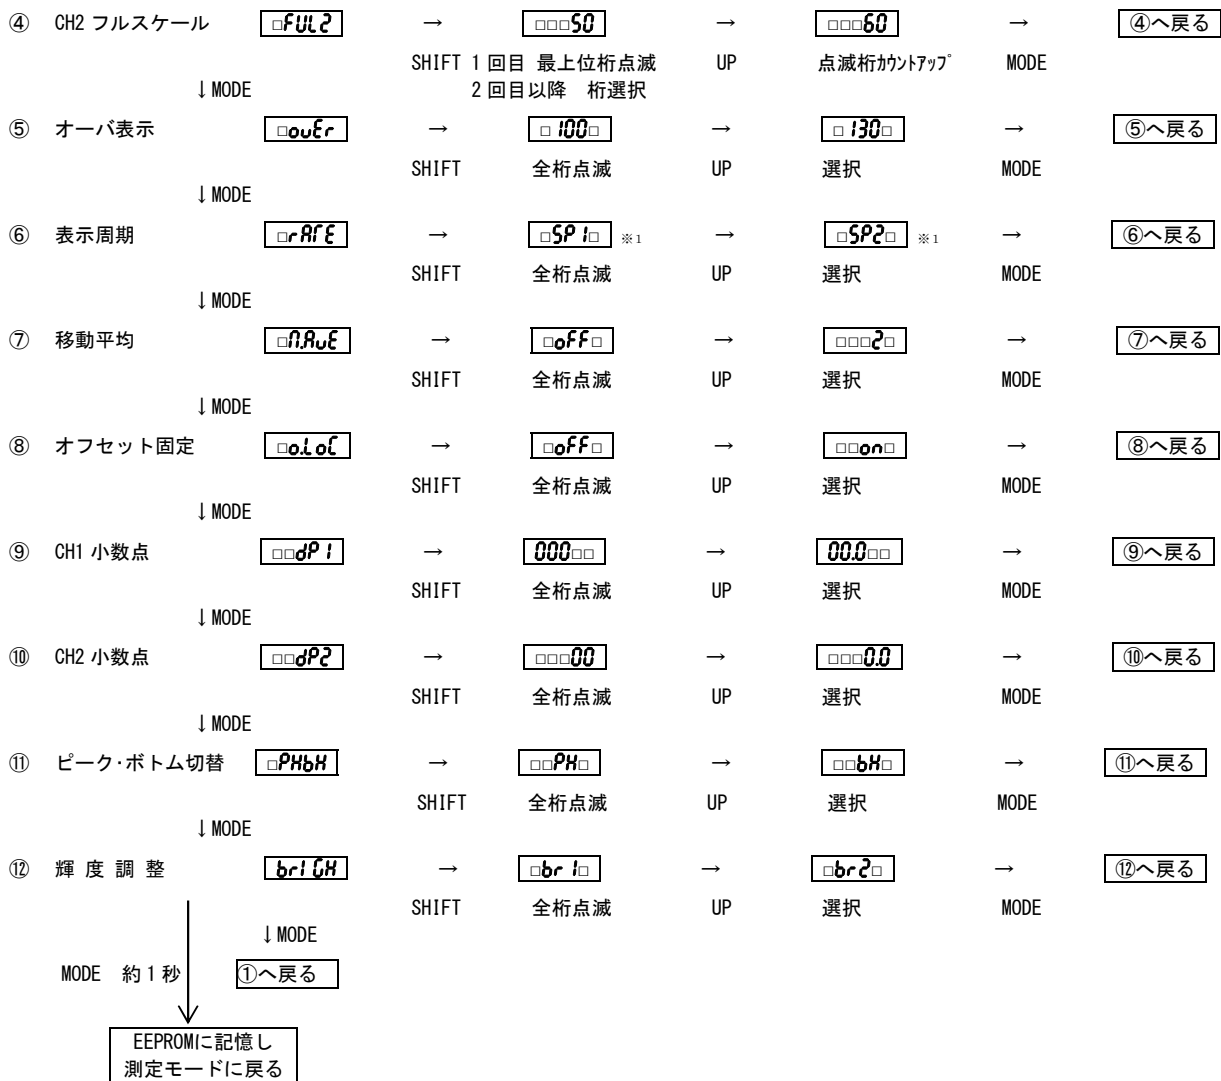 ④ CH2 フルスケール □FUL2 → □□□50 → □□□60 → ④へ戻る
SHIFT 1回目 最上位桁点滅 UP 点滅桁ｶｳﾝﾄｱｯﾌﾟ MODE
↓MODE 2回目以降 桁選択
⑤ オーバ表示 □ovEr → □100□ → □130□ → ⑤へ戻る
SHIFT 全桁点滅 UP 選択 MODE
↓MODE
⑥ 表示周期 □rATE → □SP1□ ※1 → □SP2□ ※1 → ⑥へ戻る
SHIFT 全桁点滅 UP 選択 MODE
↓MODE
⑦ 移動平均 □M.AvE → □oFF□ → □□□2□ → ⑦へ戻る
SHIFT 全桁点滅 UP 選択 MODE
↓MODE
⑧ オフセット固定 □o.LoC → □oFF□ → □□on□ → ⑧へ戻る
SHIFT 全桁点滅 UP 選択 MODE
↓MODE
⑨ CH1 小数点 □□dP1 → 000□□ → 00.0□□ → ⑨へ戻る
SHIFT 全桁点滅 UP 選択 MODE
↓MODE
⑩ CH2 小数点 □□dP2 → □□□00 → □□□0.0 → ⑩へ戻る
SHIFT 全桁点滅 UP 選択 MODE
↓MODE
⑪ ピーク・ボトム切替 □PHbH → □□PH□ → □□bH□ → ⑪へ戻る
SHIFT 全桁点滅 UP 選択 MODE
↓MODE
⑫ 輝度調整 briGH → □br1□ → □br2□ → ⑫へ戻る
SHIFT 全桁点滅 UP 選択 MODE
↓MODE
MODE 約1秒 ①へ戻る
EEPROMに記憶し
測定モードに戻る